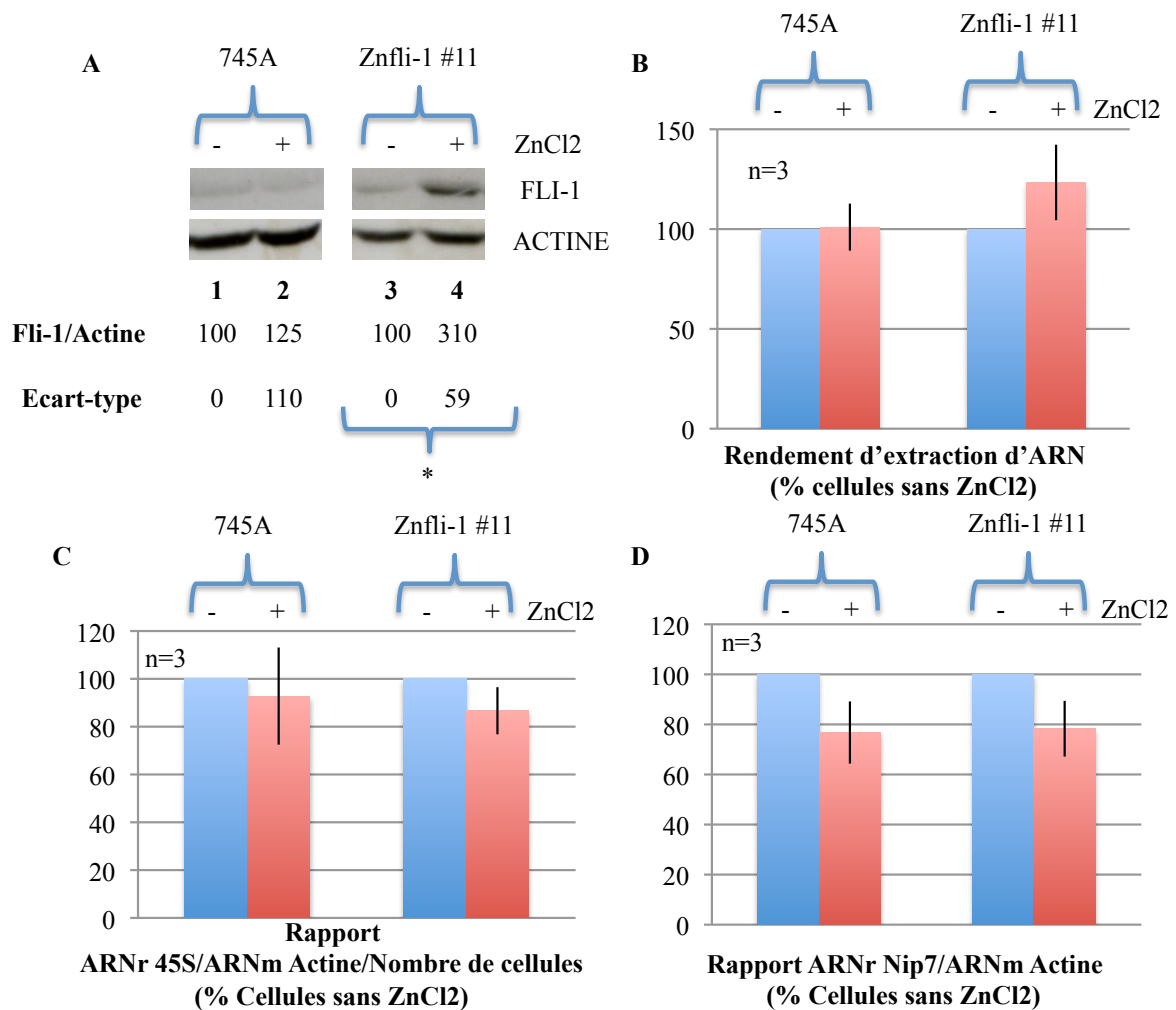 A
745A
Znfli-1 #11
- + - + ZnCl2
FLI-1
ACTINE
1 2 3 4
Fli-1/Actine 100 125 100 310
Ecart-type 0 110 0 59
*
B
745A
Znfli-1 #11
- + - + ZnCl2
150
n=3
100
50
0
Rendement d'extraction d'ARN
(% cellules sans ZnCl2)
C
745A
Znfli-1 #11
- + - + ZnCl2
120
n=3
100
80
60
40
20
0
Rapport
ARNr 45S/ARNm Actine/Nombre de cellules
(% Cellules sans ZnCl2)
D
745A
Znfli-1 #11
- + - + ZnCl2
120
n=3
100
80
60
40
20
0
Rapport ARNr Nip7/ARNm Actine
(% Cellules sans ZnCl2)